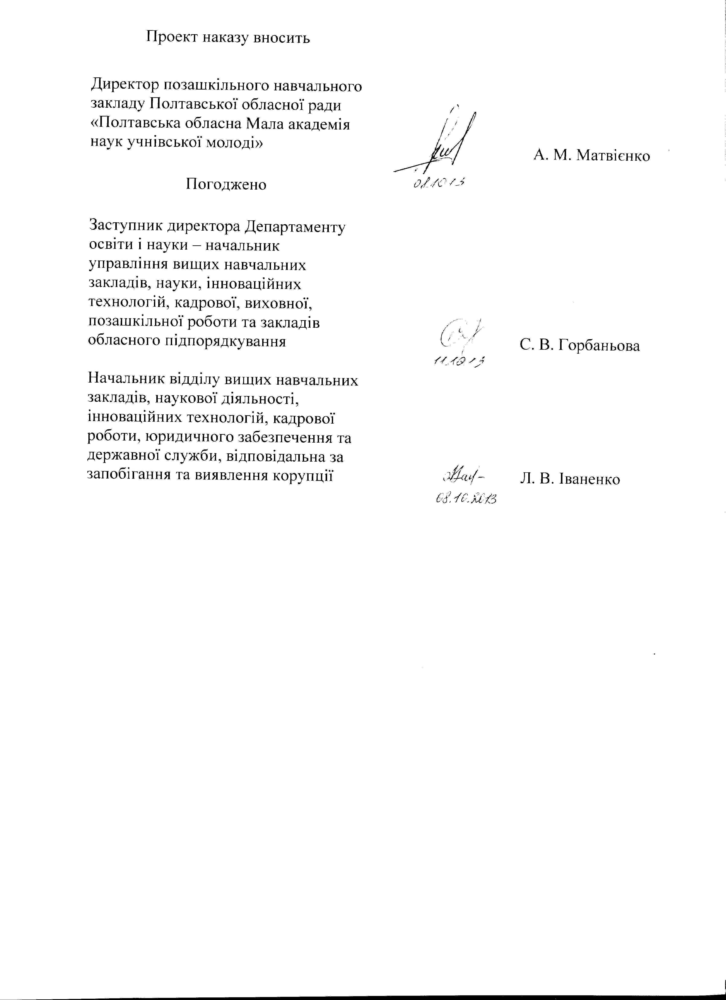 Проект наказу вносить
Директор позашкільного навчального
закладу Полтавської обласної ради
«Полтавська обласна Мала академія
наук учнівської молоді»
А. М. Матвієнко
08.10 13
Погоджено
Заступник директора Департаменту
освіти і науки – начальник
управління вищих навчальних
закладів, науки, інноваційних
технологій, кадрової, виховної,
позашкільної роботи та закладів
обласного підпорядкування
С. В. Горбаньова
11.10 13
Начальник відділу вищих навчальних
закладів, наукової діяльності,
інноваційних технологій, кадрової
роботи, юридичного забезпечення та
державної служби, відповідальна за
запобігання та виявлення корупції
Л. В. Іваненко
08.10.2013